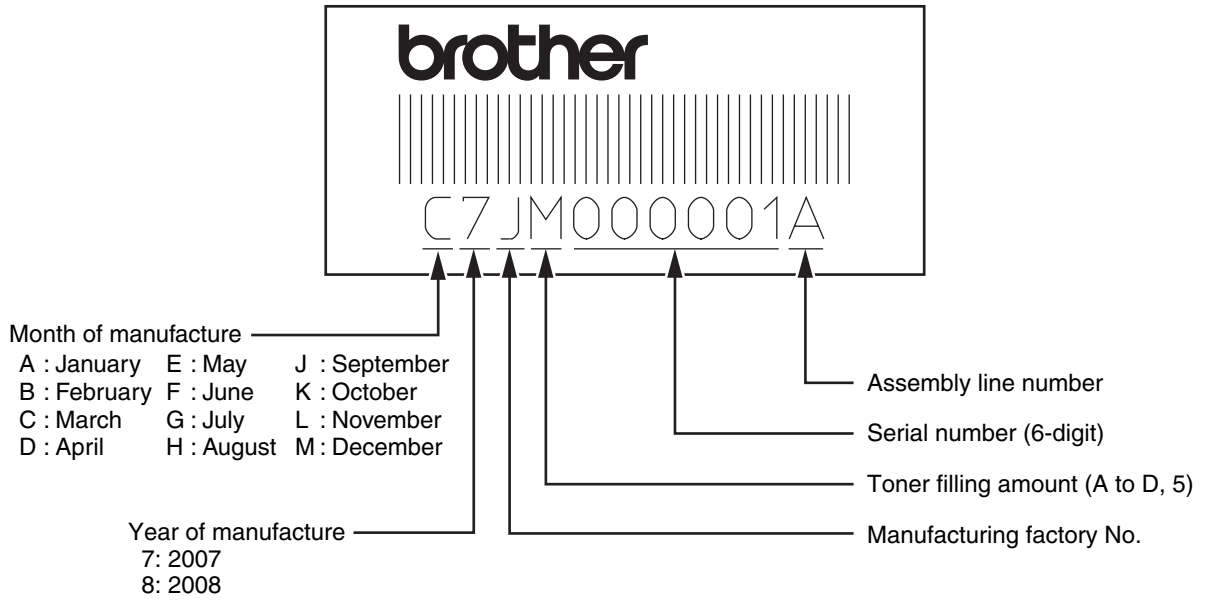 brother
C7JM000001A
Month of manufacture
A : January E : May J : September
B : February F : June K : October
C : March G : July L : November
D : April H : August M : December
Year of manufacture
7: 2007
8: 2008
Assembly line number
Serial number (6-digit)
Toner filling amount (A to D, 5)
Manufacturing factory No.